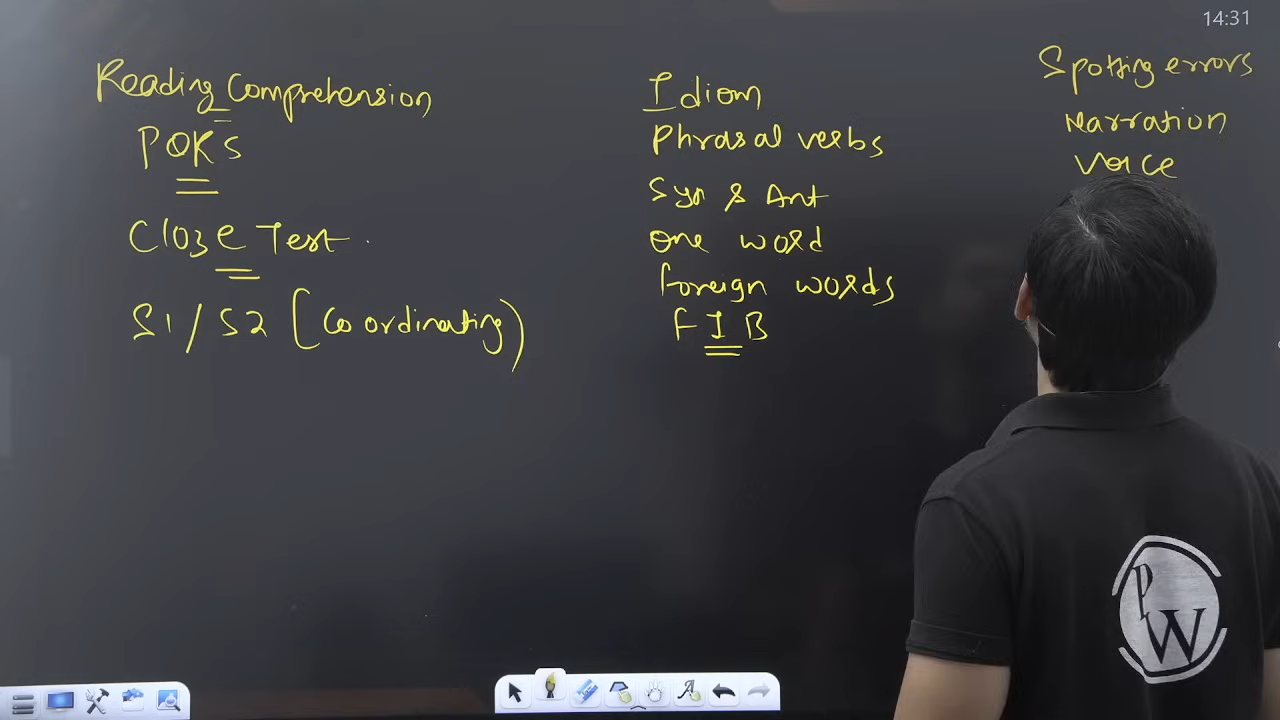 14:31
Reading Comprehension
POKs
Cloze Test
S1 / S2 [Coordinating)
Idiom
Phrasal verbs
Syn & Ant
One word
foreign words
FIB
Spotting errors
Narration
Voice
PW